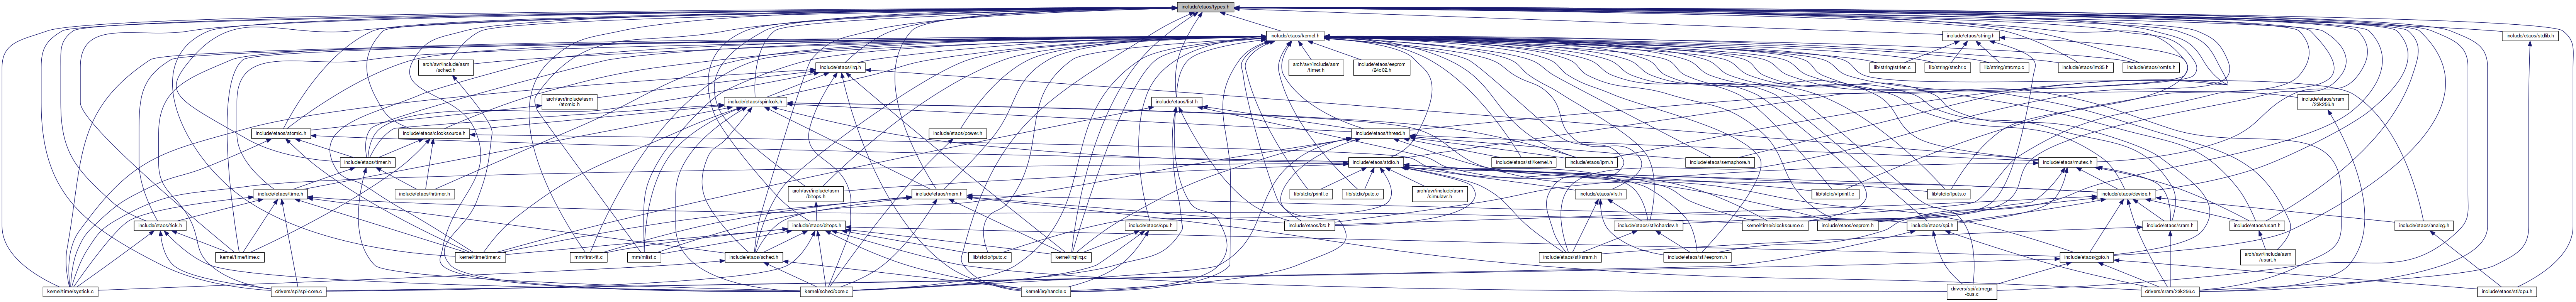 include/etaos/types.h
include/etaos/kernel.h
include/etaos/string.h
include/etaos/stdlib.h
arch/avr/include/asm
/sched.h
include/etaos/irq.h
arch/avr/include/asm
/timer.h
include/etaos/eeprom
/24c02.h
lib/string/strlen.c
lib/string/strchr.c
lib/string/strcmp.c
include/etaos/lm35.h
include/etaos/romfs.h
arch/avr/include/asm
/atomic.h
include/etaos/spinlock.h
include/etaos/list.h
include/etaos/sram
/23k256.h
include/etaos/atomic.h
include/etaos/clocksource.h
include/etaos/power.h
include/etaos/thread.h
include/etaos/timer.h
include/etaos/stdio.h
include/etaos/stl/kernel.h
include/etaos/ipm.h
include/etaos/semaphore.h
include/etaos/mutex.h
include/etaos/time.h
include/etaos/hrtimer.h
arch/avr/include/asm
/bitops.h
include/etaos/mem.h
lib/stdio/printf.c
lib/stdio/putc.c
arch/avr/include/asm
/simulavr.h
include/etaos/vfs.h
lib/stdio/vfprintf.c
lib/stdio/fputs.c
include/etaos/device.h
include/etaos/tick.h
include/etaos/bitops.h
include/etaos/cpu.h
include/etaos/i2c.h
include/etaos/stl/chardev.h
kernel/time/clocksource.c
include/etaos/eeprom.h
include/etaos/spi.h
include/etaos/sram.h
include/etaos/usart.h
include/etaos/analog.h
kernel/time/time.c
kernel/time/timer.c
mm/first-fit.c
mm/mlist.c
include/etaos/sched.h
lib/stdio/fputc.c
kernel/irq/irq.c
include/etaos/stl/sram.h
include/etaos/stl/eeprom.h
include/etaos/gpio.h
arch/avr/include/asm
/usart.h
kernel/time/systick.c
drivers/spi/spi-core.c
kernel/sched/core.c
kernel/irq/handle.c
drivers/spi/atmega
-bus.c
drivers/sram/23k256.c
include/etaos/stl/cpu.h